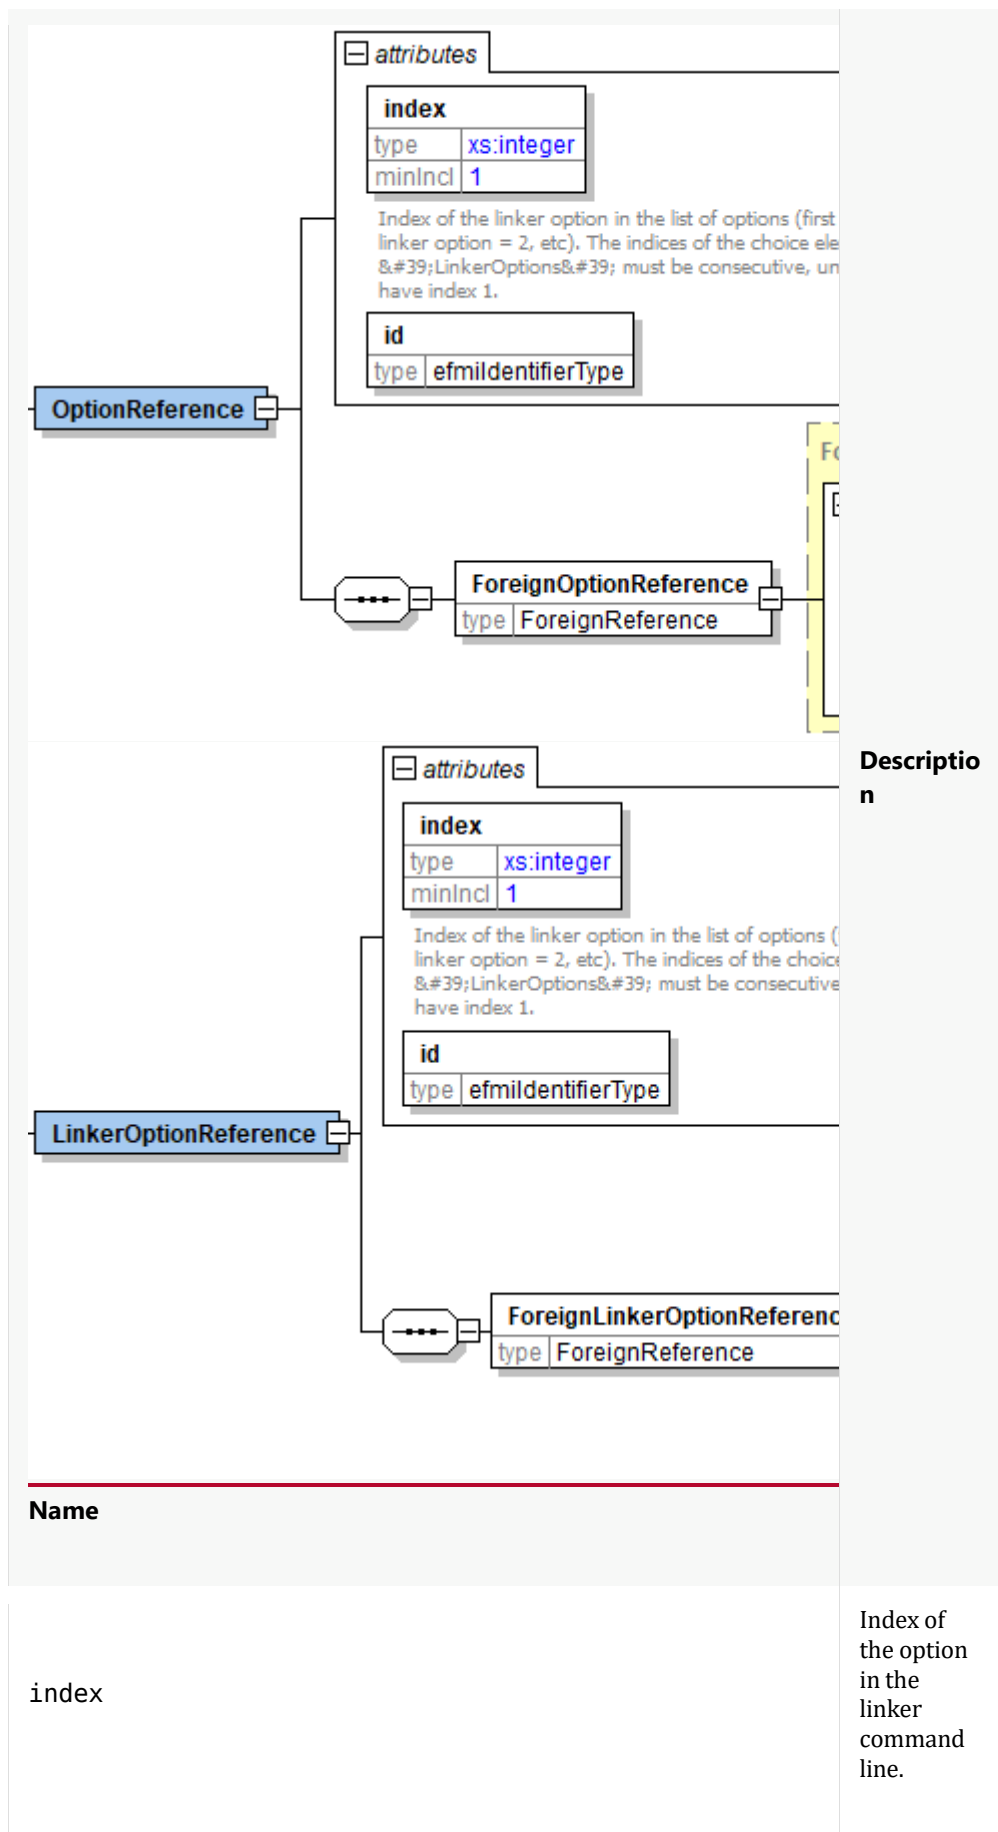 attributes
index
type xs:integer
minIncl 1
Index of the linker option in the list of options (first
linker option = 2, etc). The indices of the choice ele
&#39;LinkerOptions&#39; must be consecutive, un
have index 1.
id
type efmiIdentifierType
OptionReference
Fo
ForeignOptionReference
type ForeignReference
attributes
index
type xs:integer
minIncl 1
Index of the linker option in the list of options (
linker option = 2, etc). The indices of the choice
&#39;LinkerOptions&#39; must be consecutive
have index 1.
id
type efmiIdentifierType
LinkerOptionReference
ForeignLinkerOptionReferenc
type ForeignReference
Descriptio
n
Name
index
Index of
the option
in the
linker
command
line.